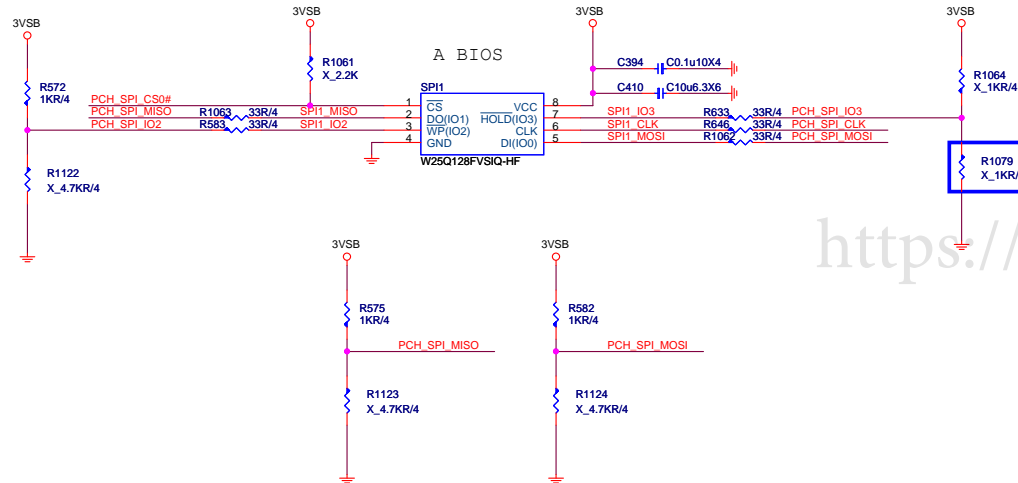 3VSB
3VSB
3VSB
3VSB
A BIOS
R572
1KR/4
R1061
X_2.2K
C394 C0.1u10X4
C410 C10u6.3X6
R1064
X_1KR/4
SPI1
PCH_SPI_CS0# 1 CS VCC 8
PCH_SPI_MISO R1063 33R/4 SPI1_MISO 2 DO(IO1) HOLD(IO3) 7 SPI1_IO3 R633 33R/4 PCH_SPI_IO3
PCH_SPI_IO2 R583 33R/4 SPI1_IO2 3 WP(IO2) CLK 6 SPI1_CLK R646 33R/4 PCH_SPI_CLK
4 GND DI(IO0) 5 SPI1_MOSI R1062 33R/4 PCH_SPI_MOSI
W25Q128FVSIQ-HF
R1122
X_4.7KR/4
R1079
X_1KR/
https://
3VSB
3VSB
R575
1KR/4
R582
1KR/4
PCH_SPI_MISO
PCH_SPI_MOSI
R1123
X_4.7KR/4
R1124
X_4.7KR/4